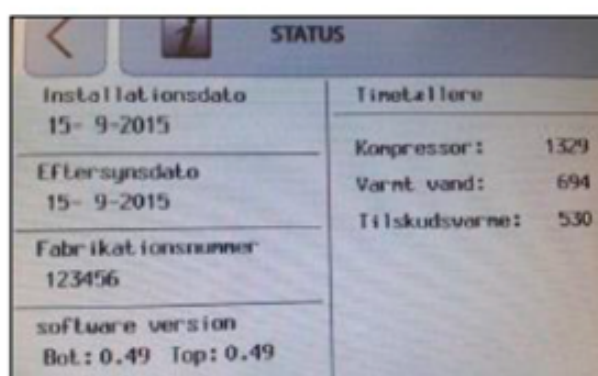 STATUS
Installationsdato
15- 9-2015
Eftersynsdato
15- 9-2015
Fabrikationsnummer
123456
software version
Bot:0.49 Top:0.49
Timetællere
Kompressor: 1329
Varmt vand: 694
Tilskudsvarme: 530